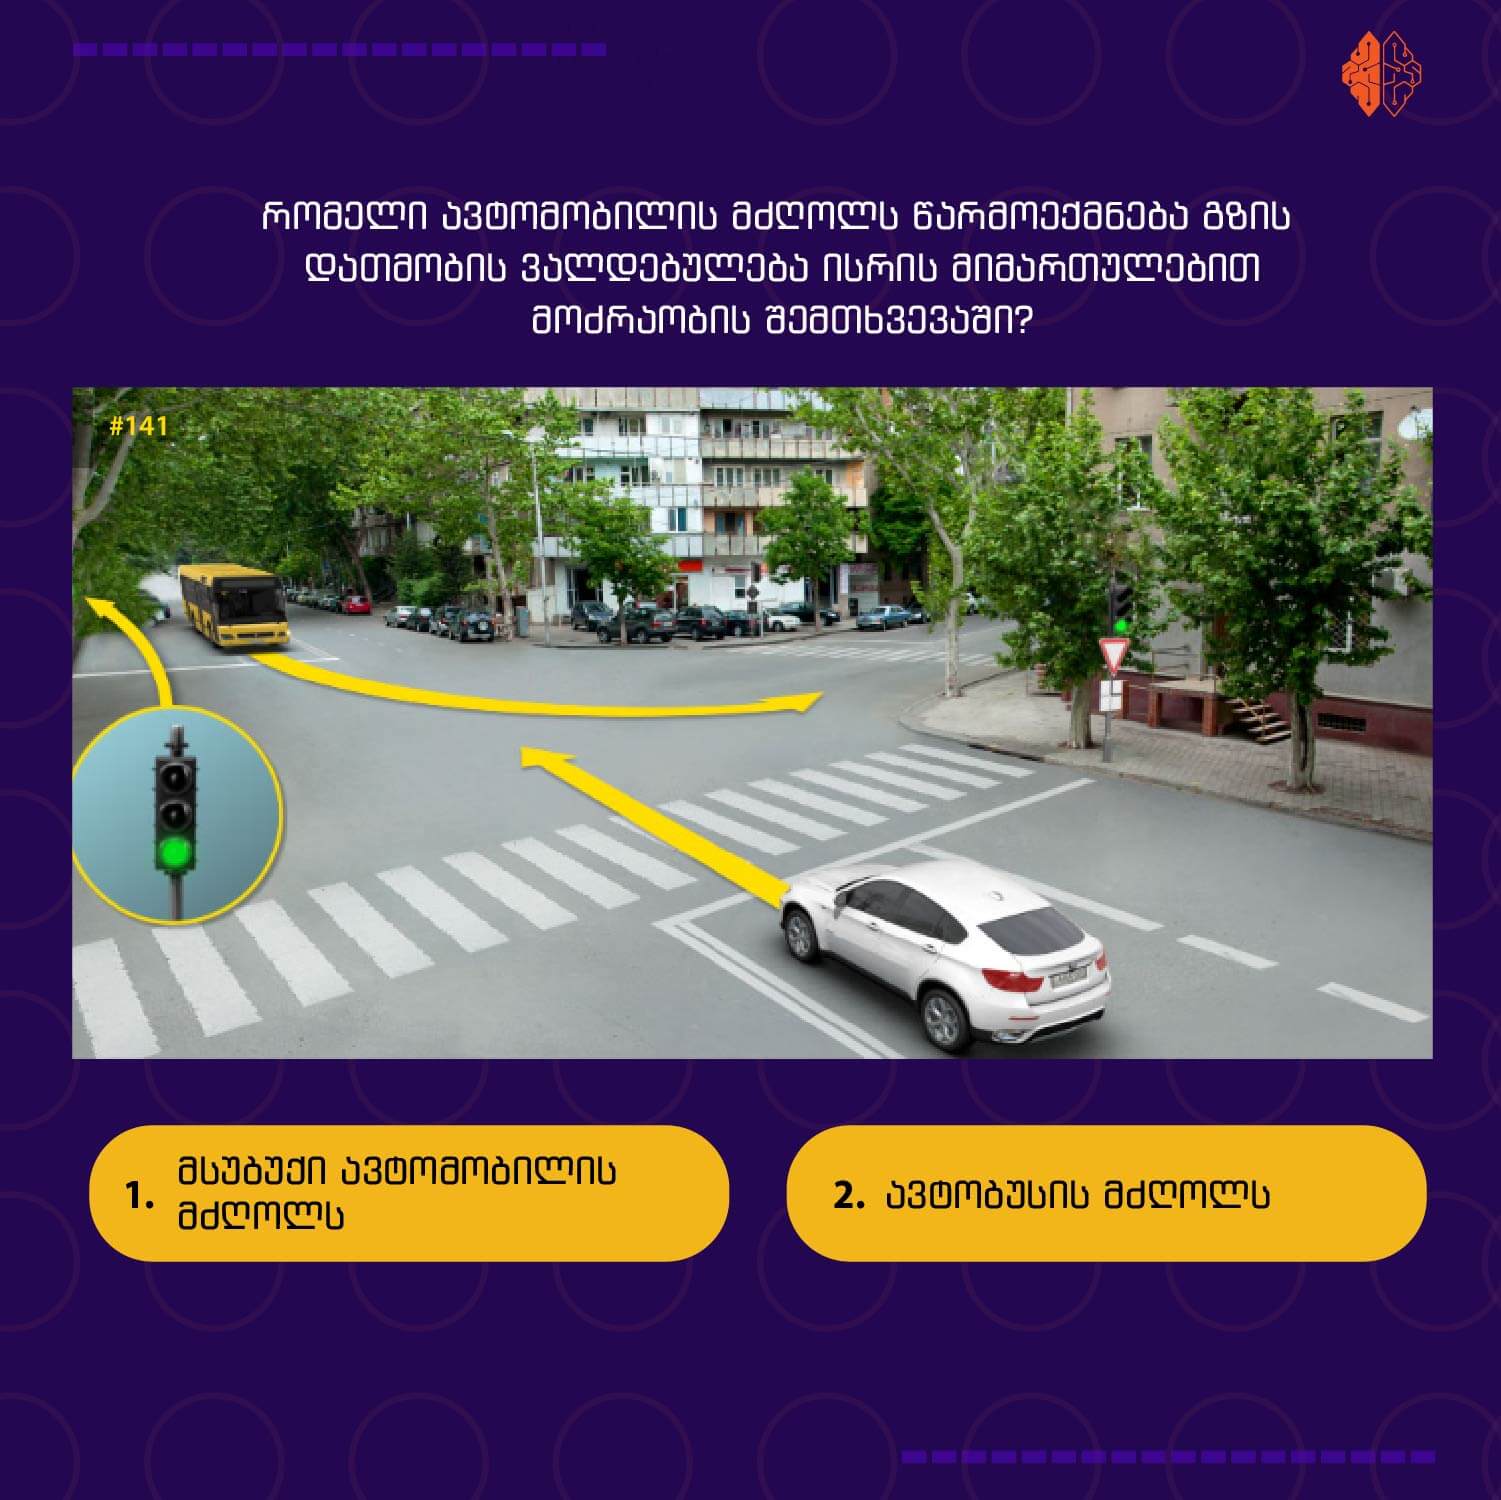 რომელი ავტომობილის მძღოლს წარმოექმნება გზის
დათმობის ვალდებულება ისრის მიმართულებით
მოძრაობის შემთხვევაში?
#141
1. მსუბუქი ავტომობილის
მძღოლს
2. ავტობუსის მძღოლს